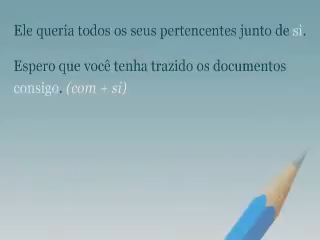 Ele queria todos os seus pertencentes junto de si.
Espero que você tenha trazido os documentos
consigo. (com + si)